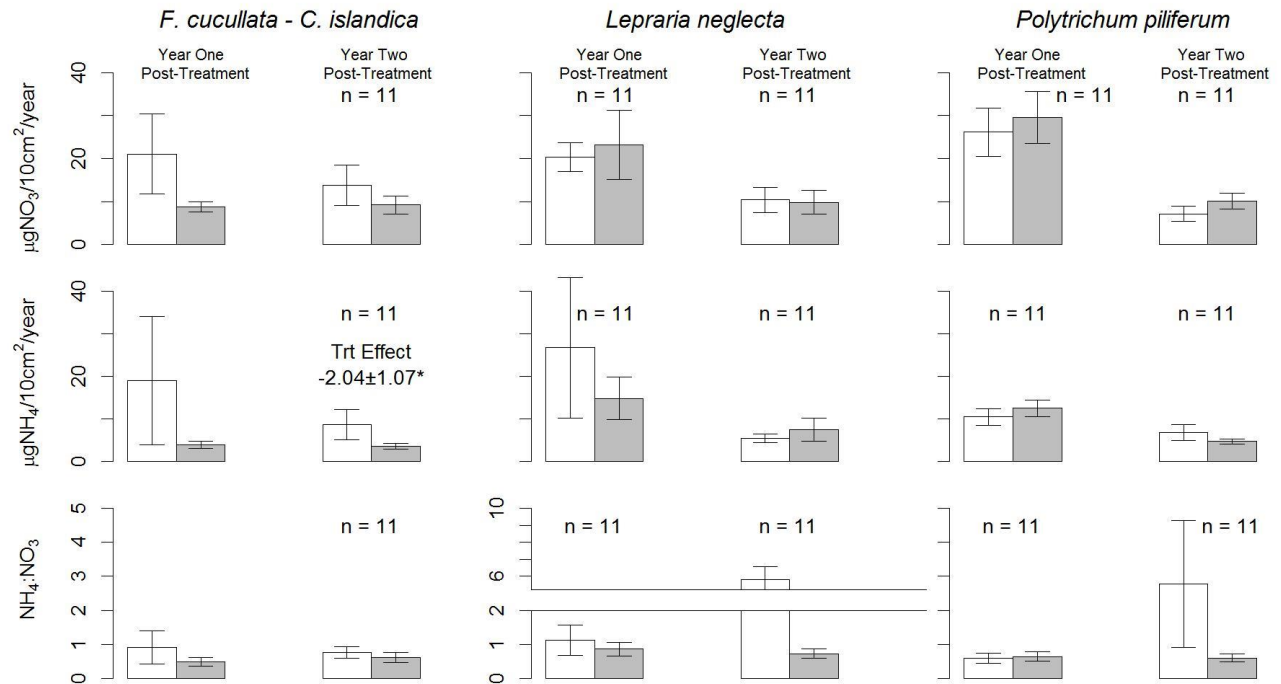 F. cucullata - C. islandica
Lepraria neglecta
Polytrichum piliferum
Year One
Post-Treatment
Year Two
Post-Treatment
Year One
Post-Treatment
Year Two
Post-Treatment
Year One
Post-Treatment
Year Two
Post-Treatment
n = 11
n = 11
n = 11
n = 11
n = 11
µgNO₃/10cm²/year
40
20
0
µgNH₄/10cm²/year
40
20
0
n = 11
Trt Effect
-2.04±1.07*
n = 11
n = 11
n = 11
n = 11
NH₄:NO₃
5
4
3
2
1
0
n = 11
10
6
2
1
0
n = 11
n = 11
n = 11
n = 11